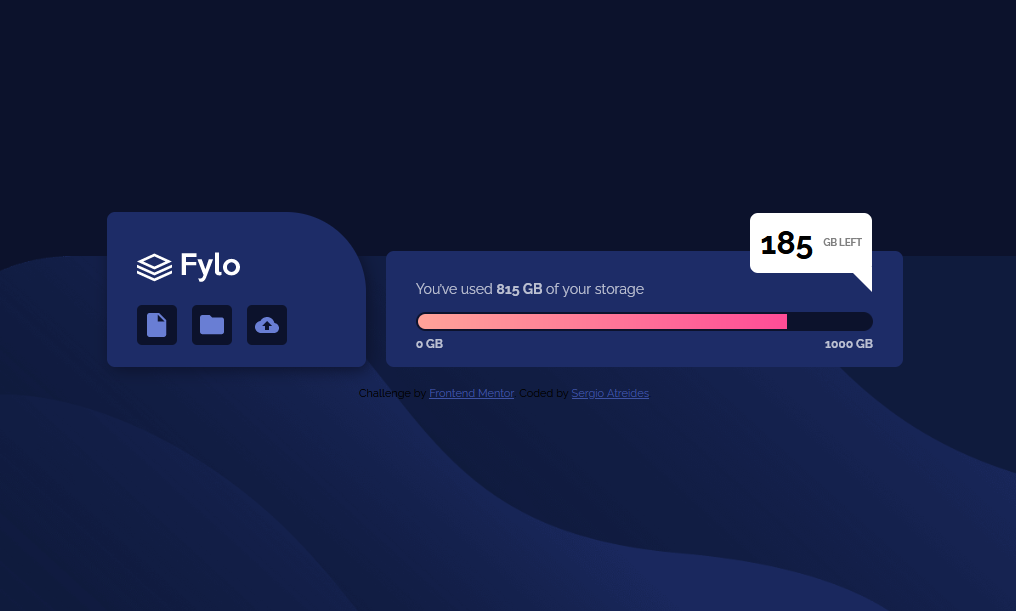 Fylo
185 GB LEFT
You've used 815 GB of your storage
0 GB 1000 GB
Challenge by Frontend Mentor Coded by Sergio Atreides